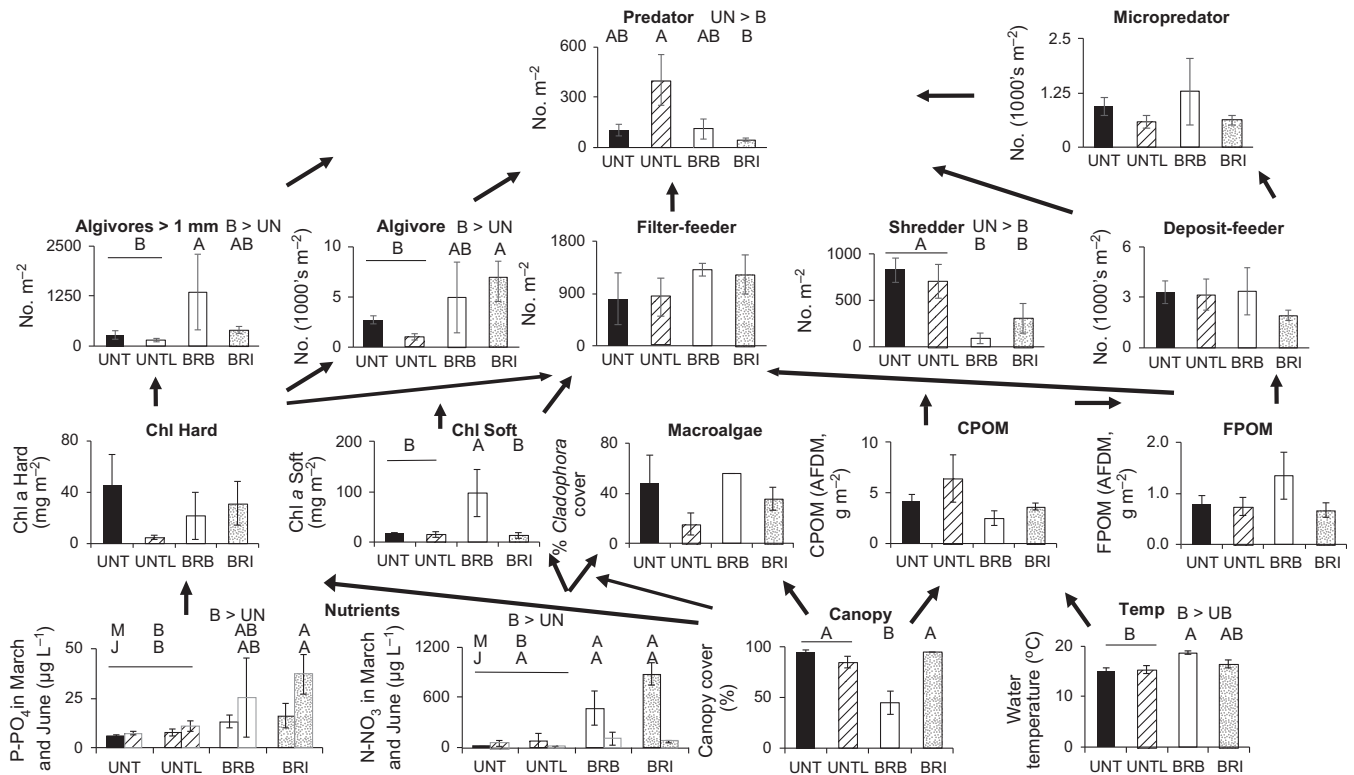 Predator UN > B
AB A AB B
No. m⁻²
600
300
0
UNT UNTL BRB BRI
Micropredator
No. (1000's m⁻²)
2.5
1.25
0
UNT UNTL BRB BRI
Algivores > 1 mm B > UN
B A AB
No. m⁻²
2500
1250
0
UNT UNTL BRB BRI
Algivore B > UN
B AB A
No. (1000's m⁻²)
10
5
0
UNT UNTL BRB BRI
Filter-feeder
No. m⁻²
1800
900
0
UNT UNTL BRB BRI
Shredder UN > B
A B B
No. m⁻²
1000
500
0
UNT UNTL BRB BRI
Deposit-feeder
No. (1000's m⁻²)
6
3
0
UNT UNTL BRB BRI
Chl Hard
Chl a Hard
(mg m⁻²)
80
40
0
UNT UNTL BRB BRI
Chl Soft
B A B
Chl a Soft
(mg m⁻²)
200
100
0
UNT UNTL BRB BRI
Macroalgae
% Cladophora
cover
80
40
0
UNT UNTL BRB BRI
CPOM
CPOM (AFDM,
g m⁻²)
10
5
0
UNT UNTL BRB BRI
FPOM
FPOM (AFDM,
g m⁻²)
2.0
1.0
0.0
UNT UNTL BRB BRI
Nutrients
B > UN
M B AB A
J B AB A
P-PO₄ in March
and June (µg L⁻¹)
50
25
0
UNT UNTL BRB BRI
B > UN
M B A A
J A A A
N-NO₃ in March
and June (µg L⁻¹)
1200
600
0
UNT UNTL BRB BRI
Canopy
A B A
Canopy cover
(%)
100
50
0
UNT UNTL BRB BRI
Temp B > UB
B A AB
Water
temperature (ºC)
20
10
0
UNT UNTL BRB BRI